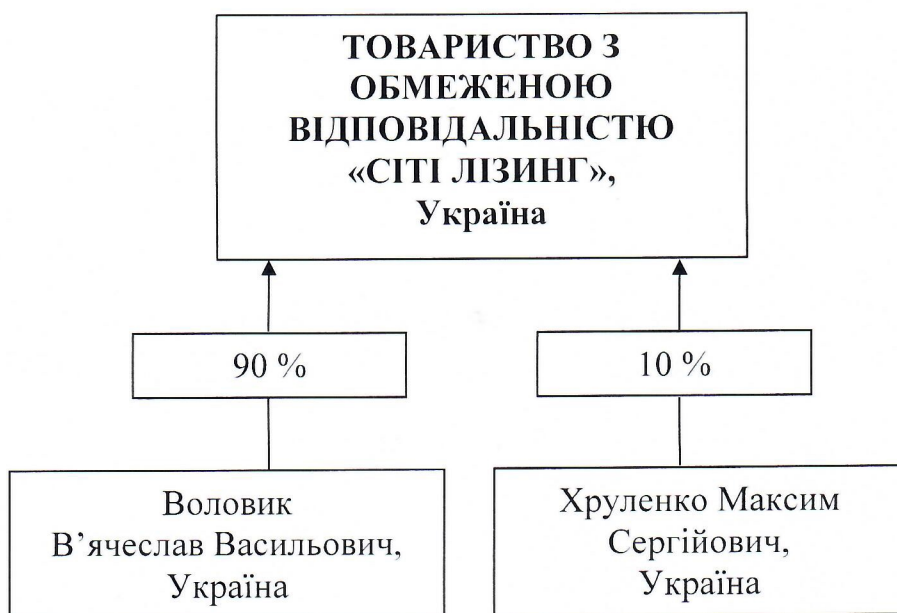 ТОВАРИСТВО З
ОБМЕЖЕНОЮ
ВІДПОВІДАЛЬНІСТЮ
«СІТІ ЛІЗИНГ»,
Україна
90 %
10 %
Воловик
В’ячеслав Васильович,
Україна
Хруленко Максим
Сергійович,
Україна